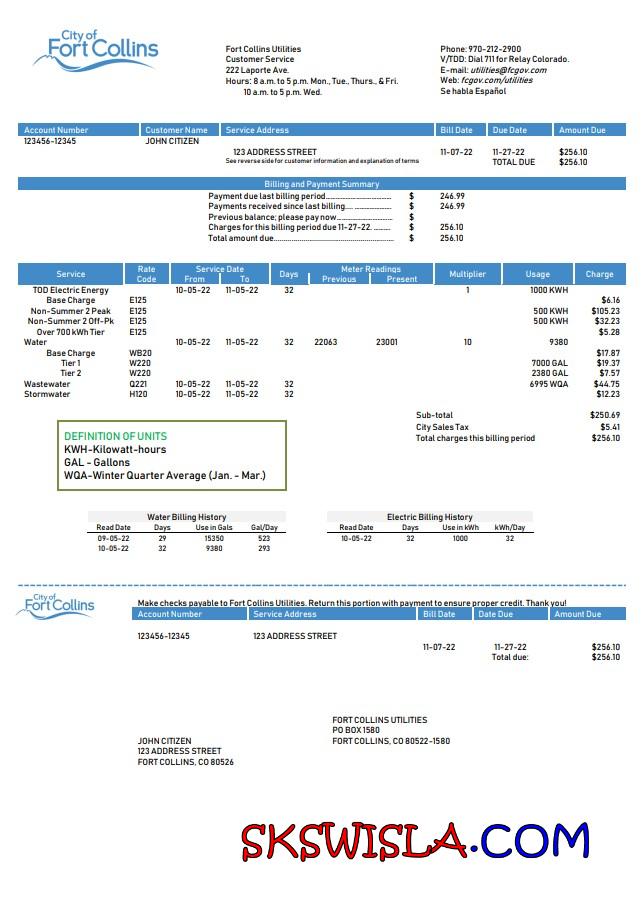 City of
Fort Collins
Fort Collins Utilities
Customer Service
222 Laporte Ave.
Hours: 8 a.m. to 5 p.m. Mon., Tue., Thurs., & Fri.
10 a.m. to 5 p.m. Wed.
Phone: 970-212-2900
V/TDD: Dial 711 for Relay Colorado.
E-mail: utilities@fcgov.com
Web: fcgov.com/utilities
Se habla Español
Account Number Customer Name Service Address Bill Date Due Date Amount Due
123456-12345 JOHN CITIZEN
123 ADDRESS STREET 11-07-22 11-27-22 $256.10
See reverse side for customer information and explanation of terms TOTAL DUE $256.10
Billing and Payment Summary
Payment due last billing period.......................... $ 246.99
Payments received since last billing..... ................. $ 246.99
Previous balance; please pay now...................... $
Charges for this billing period due 11-27-22. ........ $ 256.10
Total amount due................................................ $ 256.10
Service Rate Code Service Date From To Days Meter Readings Previous Present Multiplier Usage Charge
TOD Electric Energy 10-05-22 11-05-22 32 1 1000 KWH
Base Charge E125 $6.16
Non-Summer 2 Peak E125 500 KWH $105.23
Non-Summer 2 Off-Pk E125 500 KWH $32.23
Over 700 kWh Tier E125 $5.28
Water 10-05-22 11-05-22 32 22063 23001 10 9380
Base Charge WB20 $17.87
Tier 1 W220 7000 GAL $19.37
Tier 2 W220 2380 GAL $7.57
Wastewater Q221 10-05-22 11-05-22 32 6995 WQA $44.75
Stormwater H120 10-05-22 11-05-22 32 $12.23
Sub-total $250.69
City Sales Tax $5.41
Total charges this billing period $256.10
DEFINITION OF UNITS
KWH-Kilowatt-hours
GAL - Gallons
WQA-Winter Quarter Average (Jan. - Mar.)
Water Billing History
Read Date Days Use in Gals Gal/Day
09-05-22 29 15350 523
10-05-22 32 9380 293
Electric Billing History
Read Date Days Use in kWh kWh/Day
10-05-22 32 1000 32
City of
Fort Collins
Make checks payable to Fort Collins Utilities. Return this portion with payment to ensure proper credit. Thank you!
Account Number Service Address Bill Date Date Due Amount Due
123456-12345 123 ADDRESS STREET
11-07-22 11-27-22 $256.10
Total due: $256.10
FORT COLLINS UTILITIES
PO BOX 1580
FORT COLLINS, CO 80522-1580
JOHN CITIZEN
123 ADDRESS STREET
FORT COLLINS, CO 80526
SKSWISLA.COM